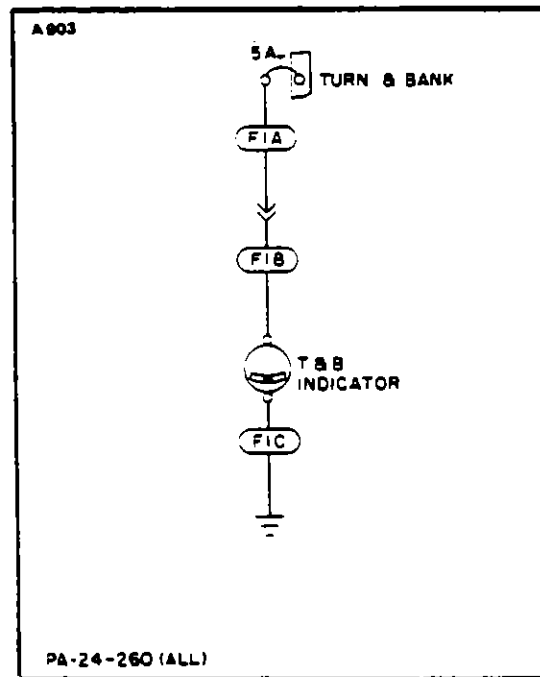 A903
5A
TURN & BANK
F1A
F1B
T & B
INDICATOR
F1C
PA-24-260 (ALL)